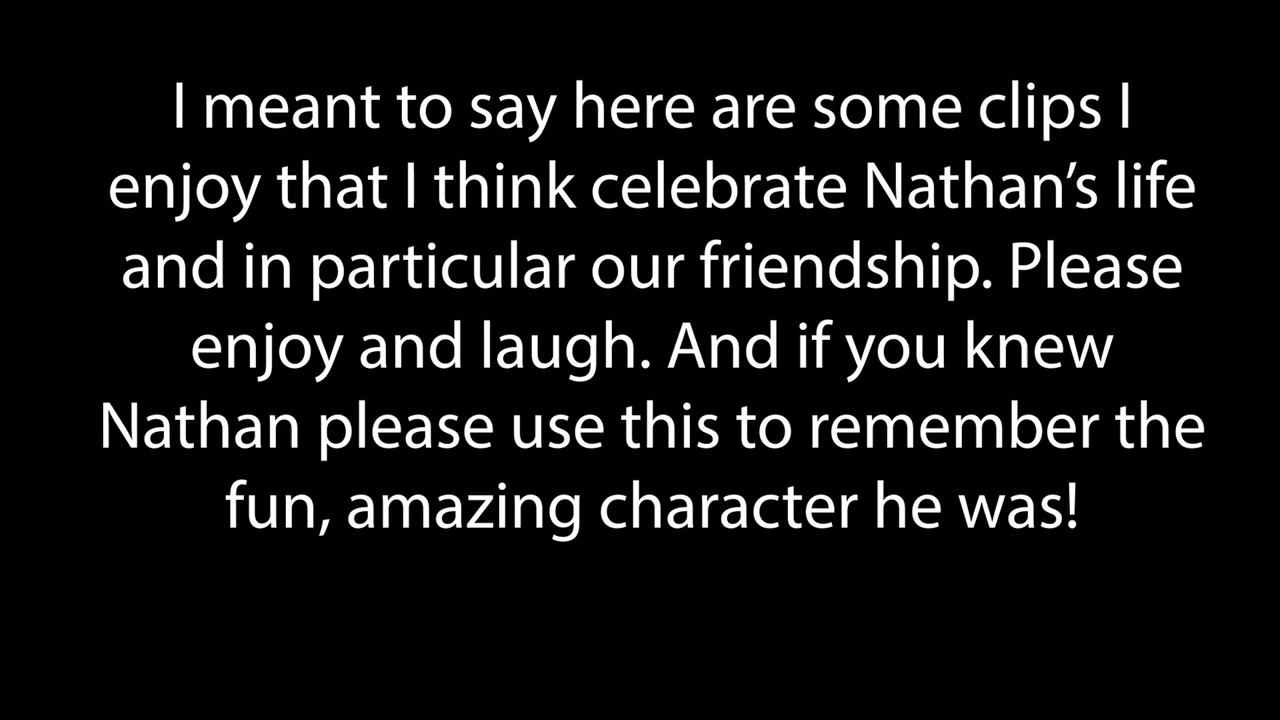 I meant to say here are some clips I
enjoy that I think celebrate Nathan’s life
and in particular our friendship. Please
enjoy and laugh. And if you knew
Nathan please use this to remember the
fun, amazing character he was!